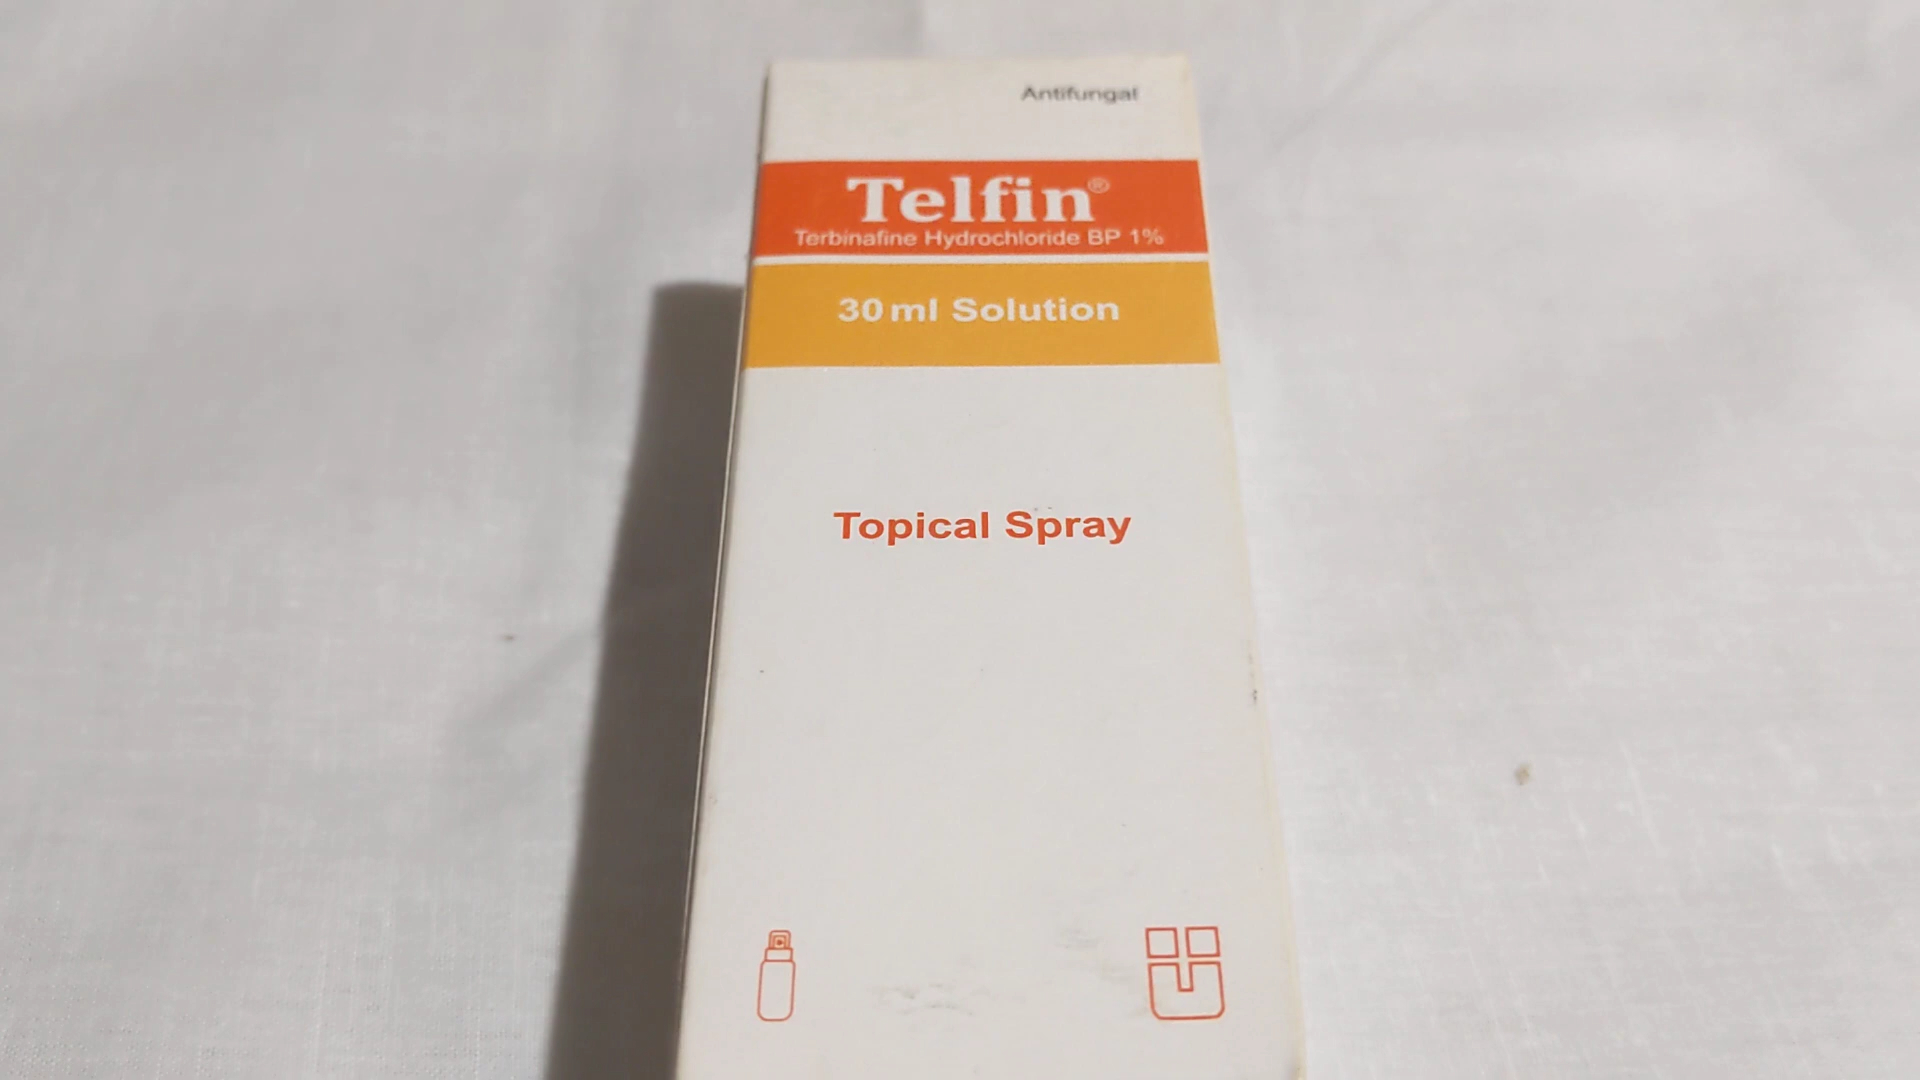 Antifungal
Telfin®
Terbinafine Hydrochloride BP 1%
30 ml Solution
Topical Spray